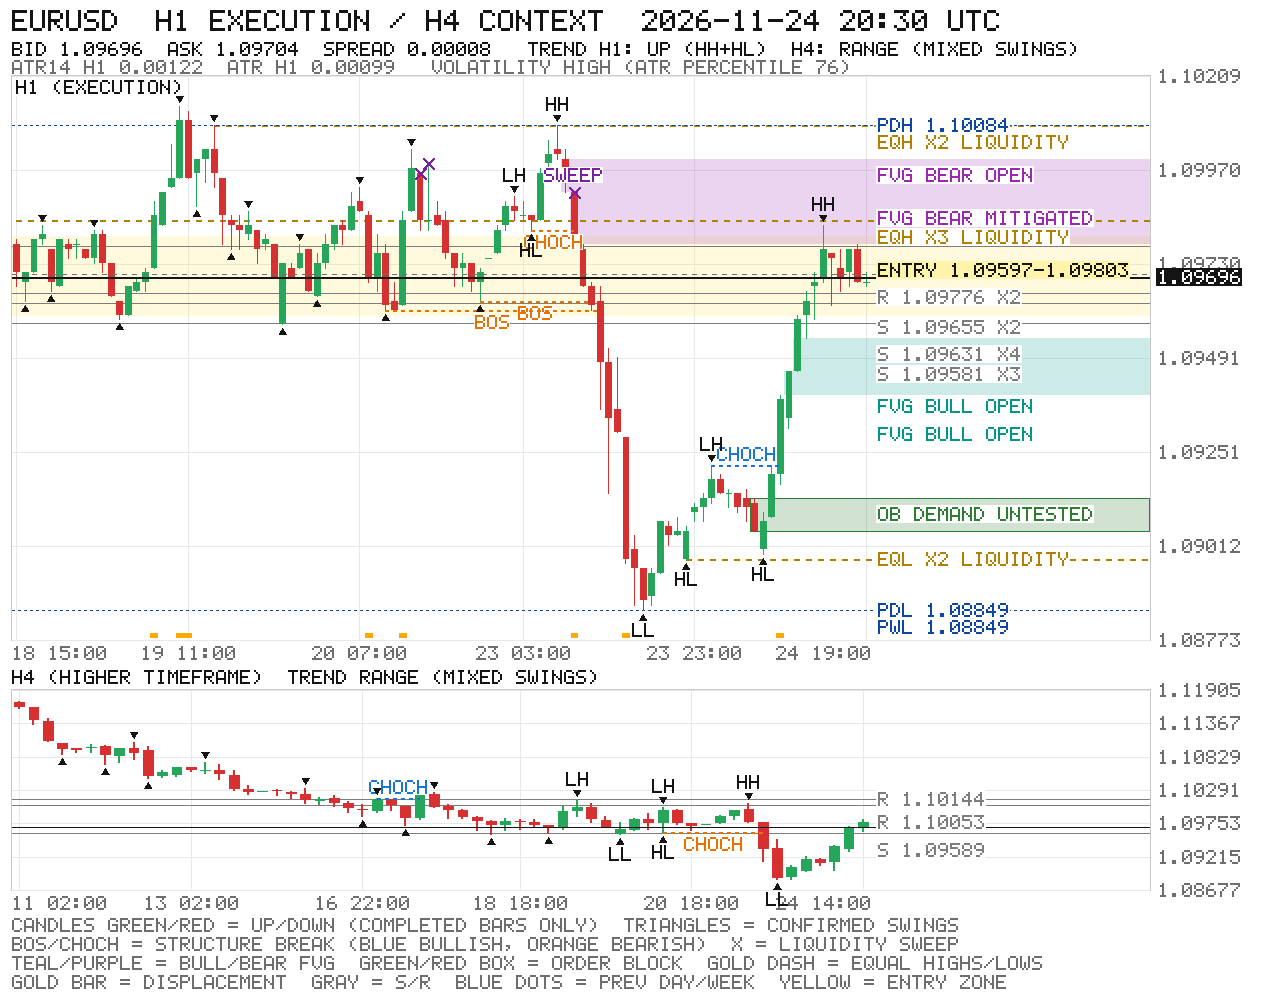 EURUSD  H1 EXECUTION / H4 CONTEXT  2026-11-24 20:30 UTC
BID 1.09696  ASK 1.09704  SPREAD 0.00008  TREND H1: UP (HH+HL)  H4: RANGE (MIXED SWINGS)
ATR14 H1 0.00122  ATR H1 0.00099  VOLATILITY HIGH (ATR PERCENTILE 76)
H1 (EXECUTION)
1.10209
HH
PDH 1.10084
EQH X2 LIQUIDITY
1.09970
LH
SWEEP
FVG BEAR OPEN
HH
FVG BEAR MITIGATED
EQH X3 LIQUIDITY
CHOCH
HL
1.09730
ENTRY 1.09597-1.09803
1.09696
R 1.09776 X2
BOS
BOS
S 1.09655 X2
S 1.09631 X4
1.09491
S 1.09581 X3
FVG BULL OPEN
FVG BULL OPEN
LH
CHOCH
1.09251
OB DEMAND UNTESTED
1.09012
EQL X2 LIQUIDITY
HL
HL
PDL 1.08849
PWL 1.08849
LL
1.08773
18 15:00  19 11:00  20 07:00  23 03:00  23 23:00  24 19:00
H4 (HIGHER TIMEFRAME)  TREND RANGE (MIXED SWINGS)
1.11905
1.11367
1.10829
CHOCH
LH
LH
HH
1.10291
R 1.10144
R 1.10053
1.09753
CHOCH
S 1.09589
LL
HL
1.09215
1.08677
LL
11 02:00  13 02:00  16 22:00  18 18:00  20 18:00  24 14:00
CANDLES GREEN/RED = UP/DOWN (COMPLETED BARS ONLY)  TRIANGLES = CONFIRMED SWINGS
BOS/CHOCH = STRUCTURE BREAK (BLUE BULLISH, ORANGE BEARISH)  X = LIQUIDITY SWEEP
TEAL/PURPLE = BULL/BEAR FVG  GREEN/RED BOX = ORDER BLOCK  GOLD DASH = EQUAL HIGHS/LOWS
GOLD BAR = DISPLACEMENT  GRAY = S/R  BLUE DOTS = PREV DAY/WEEK  YELLOW = ENTRY ZONE